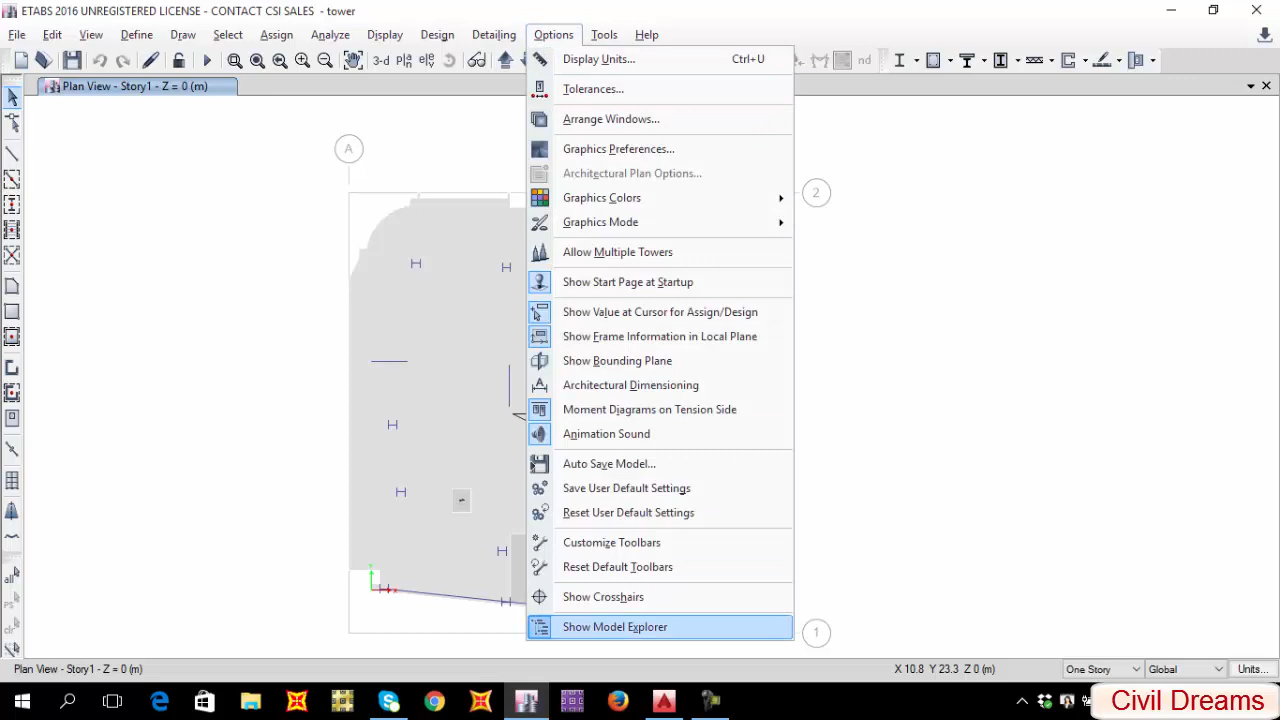 ETABS 2016 UNREGISTERED LICENSE - CONTACT CSI SALES - tower
File Edit View Define Draw Select Assign Analyze Display Design Detailing Options Tools Help
3-d nd
Plan View - Story1 - Z = 0 (m)
Display Units... Ctrl+U
Tolerances...
Arrange Windows...
Graphics Preferences...
Architectural Plan Options...
Graphics Colors
Graphics Mode
Allow Multiple Towers
Show Start Page at Startup
Show Value at Cursor for Assign/Design
Show Frame Information in Local Plane
Show Bounding Plane
Architectural Dimensioning
Moment Diagrams on Tension Side
Animation Sound
Auto Save Model...
Save User Default Settings
Reset User Default Settings
Customize Toolbars
Reset Default Toolbars
Show Crosshairs
Show Model Explorer
A
2
1
Y
X
all
ps
clr
Plan View - Story1 - Z = 0 (m) X 10.8 Y 23.3 Z 0 (m) One Story Global Units...
Civil Dreams